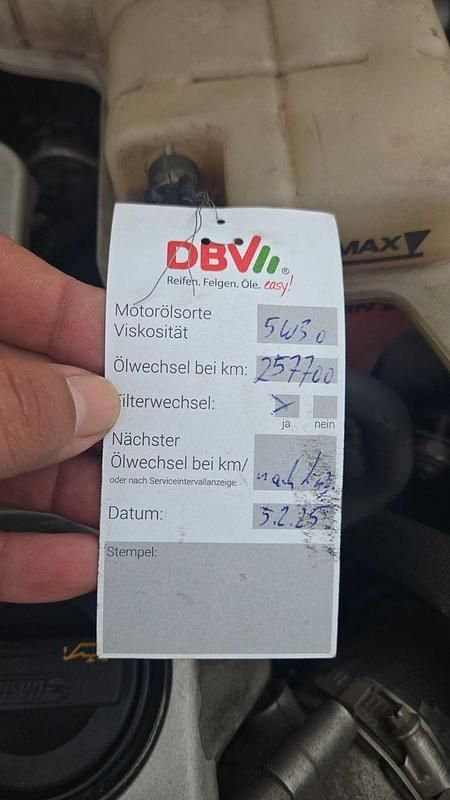 DBV
Reifen. Felgen. Öle. easy!
Motorölsorte
Viskosität
5W30
Ölwechsel bei km: 257700
Filterwechsel:
ja nein
Nächster
Ölwechsel bei km/
oder nach Serviceintervallanzeige:
nach
Datum: 5.2.25
Stempel:
MAX